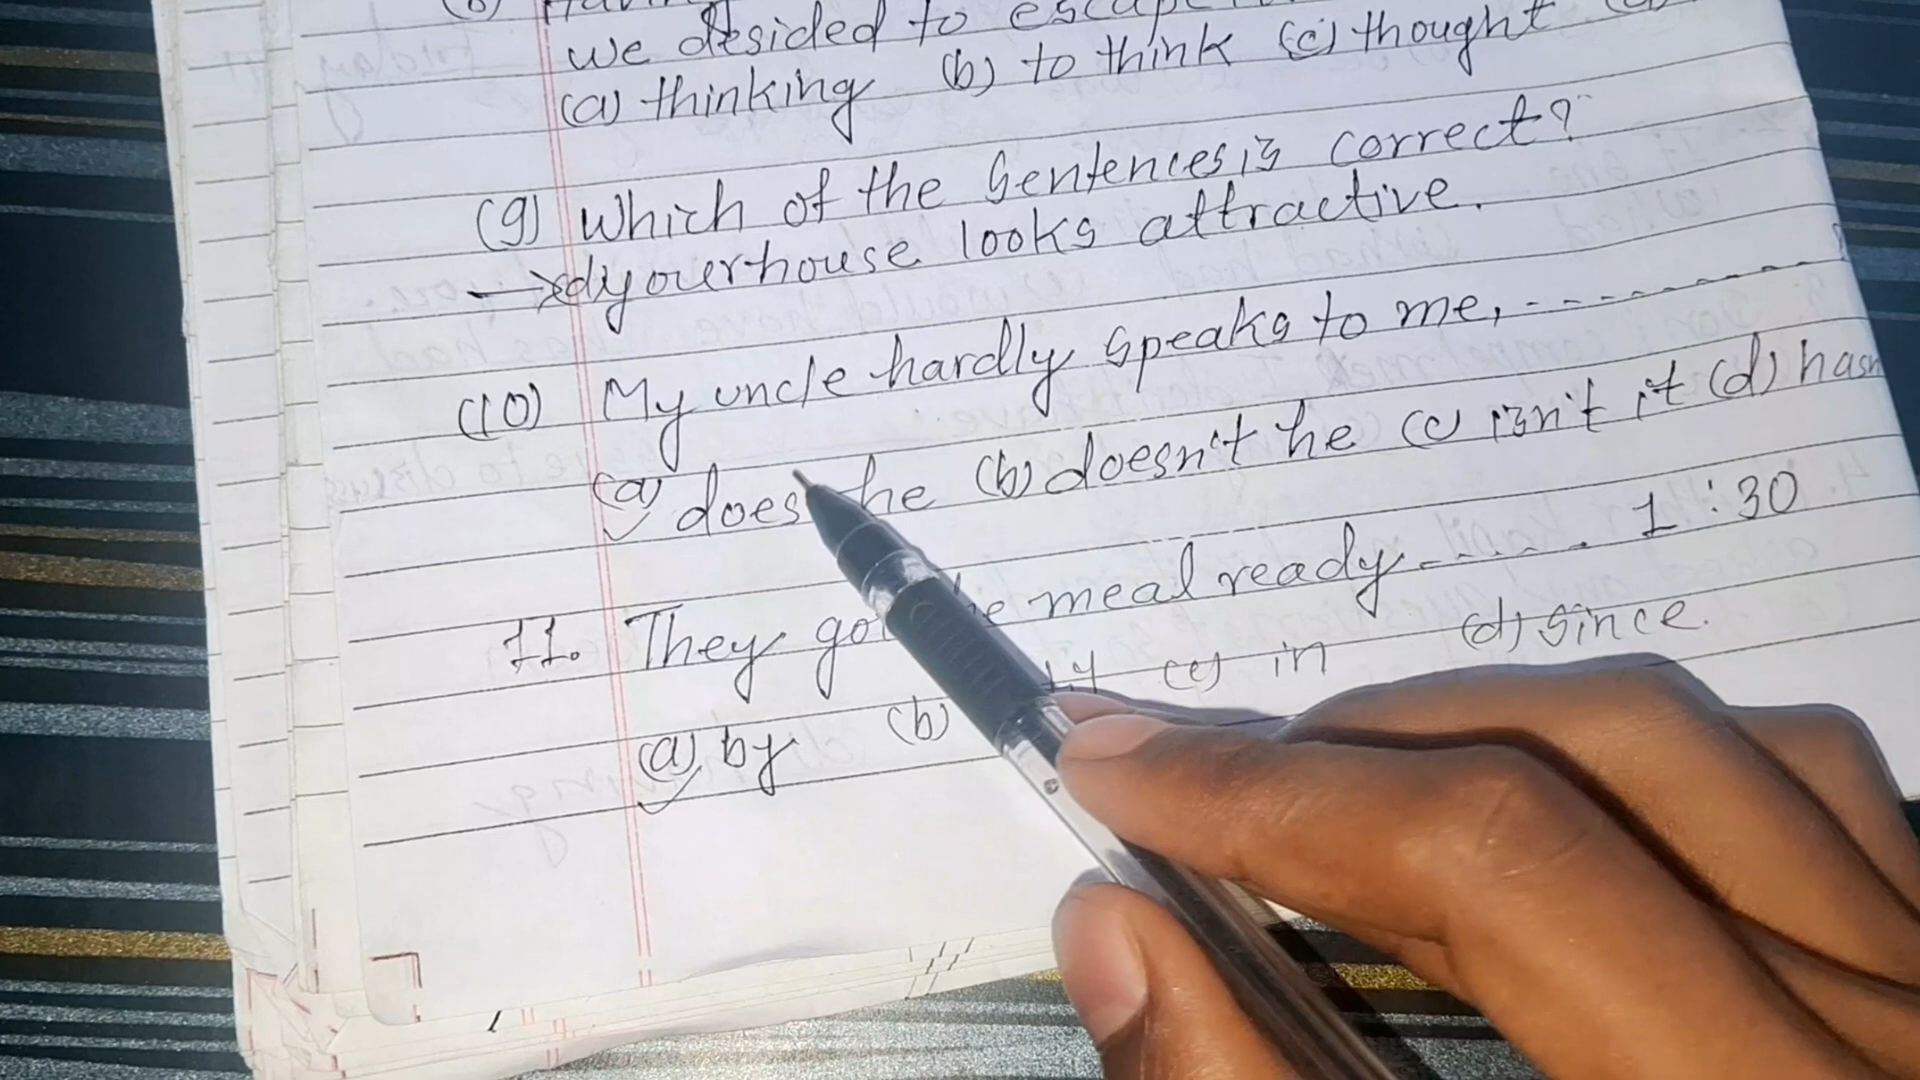 we desided to
(a) thinking (b) to think (c) thought
(9) Which of the Sentences is correct?
→ d) your house looks attractive.
(10) My uncle hardly speaks to me, ----------
(a) does he (b) doesn't he (c) isn't it (d) hasn
11. They got meal ready ------ 1:30
(a) by (b) (c) in (d) since.